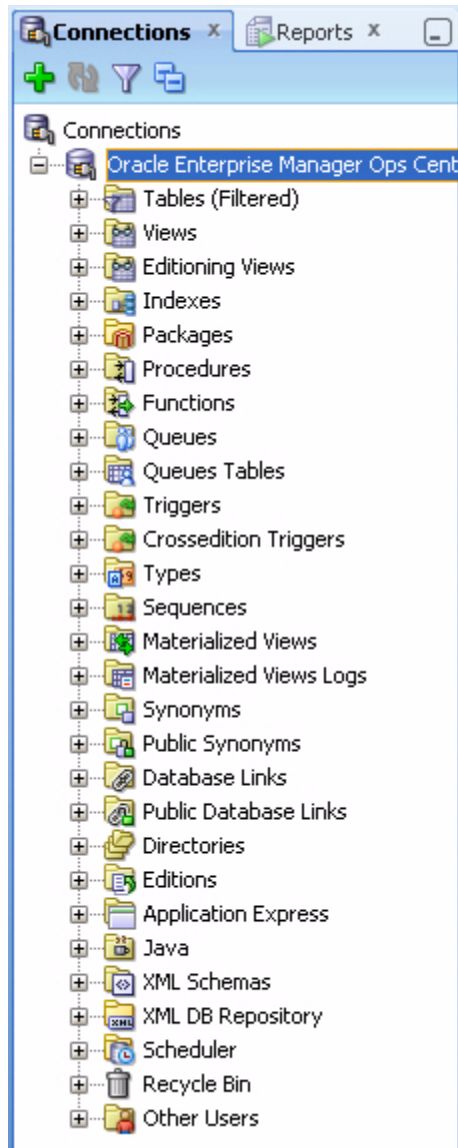 Connections Reports
Connections
Oracle Enterprise Manager Ops Cent
Tables (Filtered)
Views
Editioning Views
Indexes
Packages
Procedures
Functions
Queues
Queues Tables
Triggers
Crossedition Triggers
Types
Sequences
Materialized Views
Materialized Views Logs
Synonyms
Public Synonyms
Database Links
Public Database Links
Directories
Editions
Application Express
Java
XML Schemas
XML DB Repository
Scheduler
Recycle Bin
Other Users